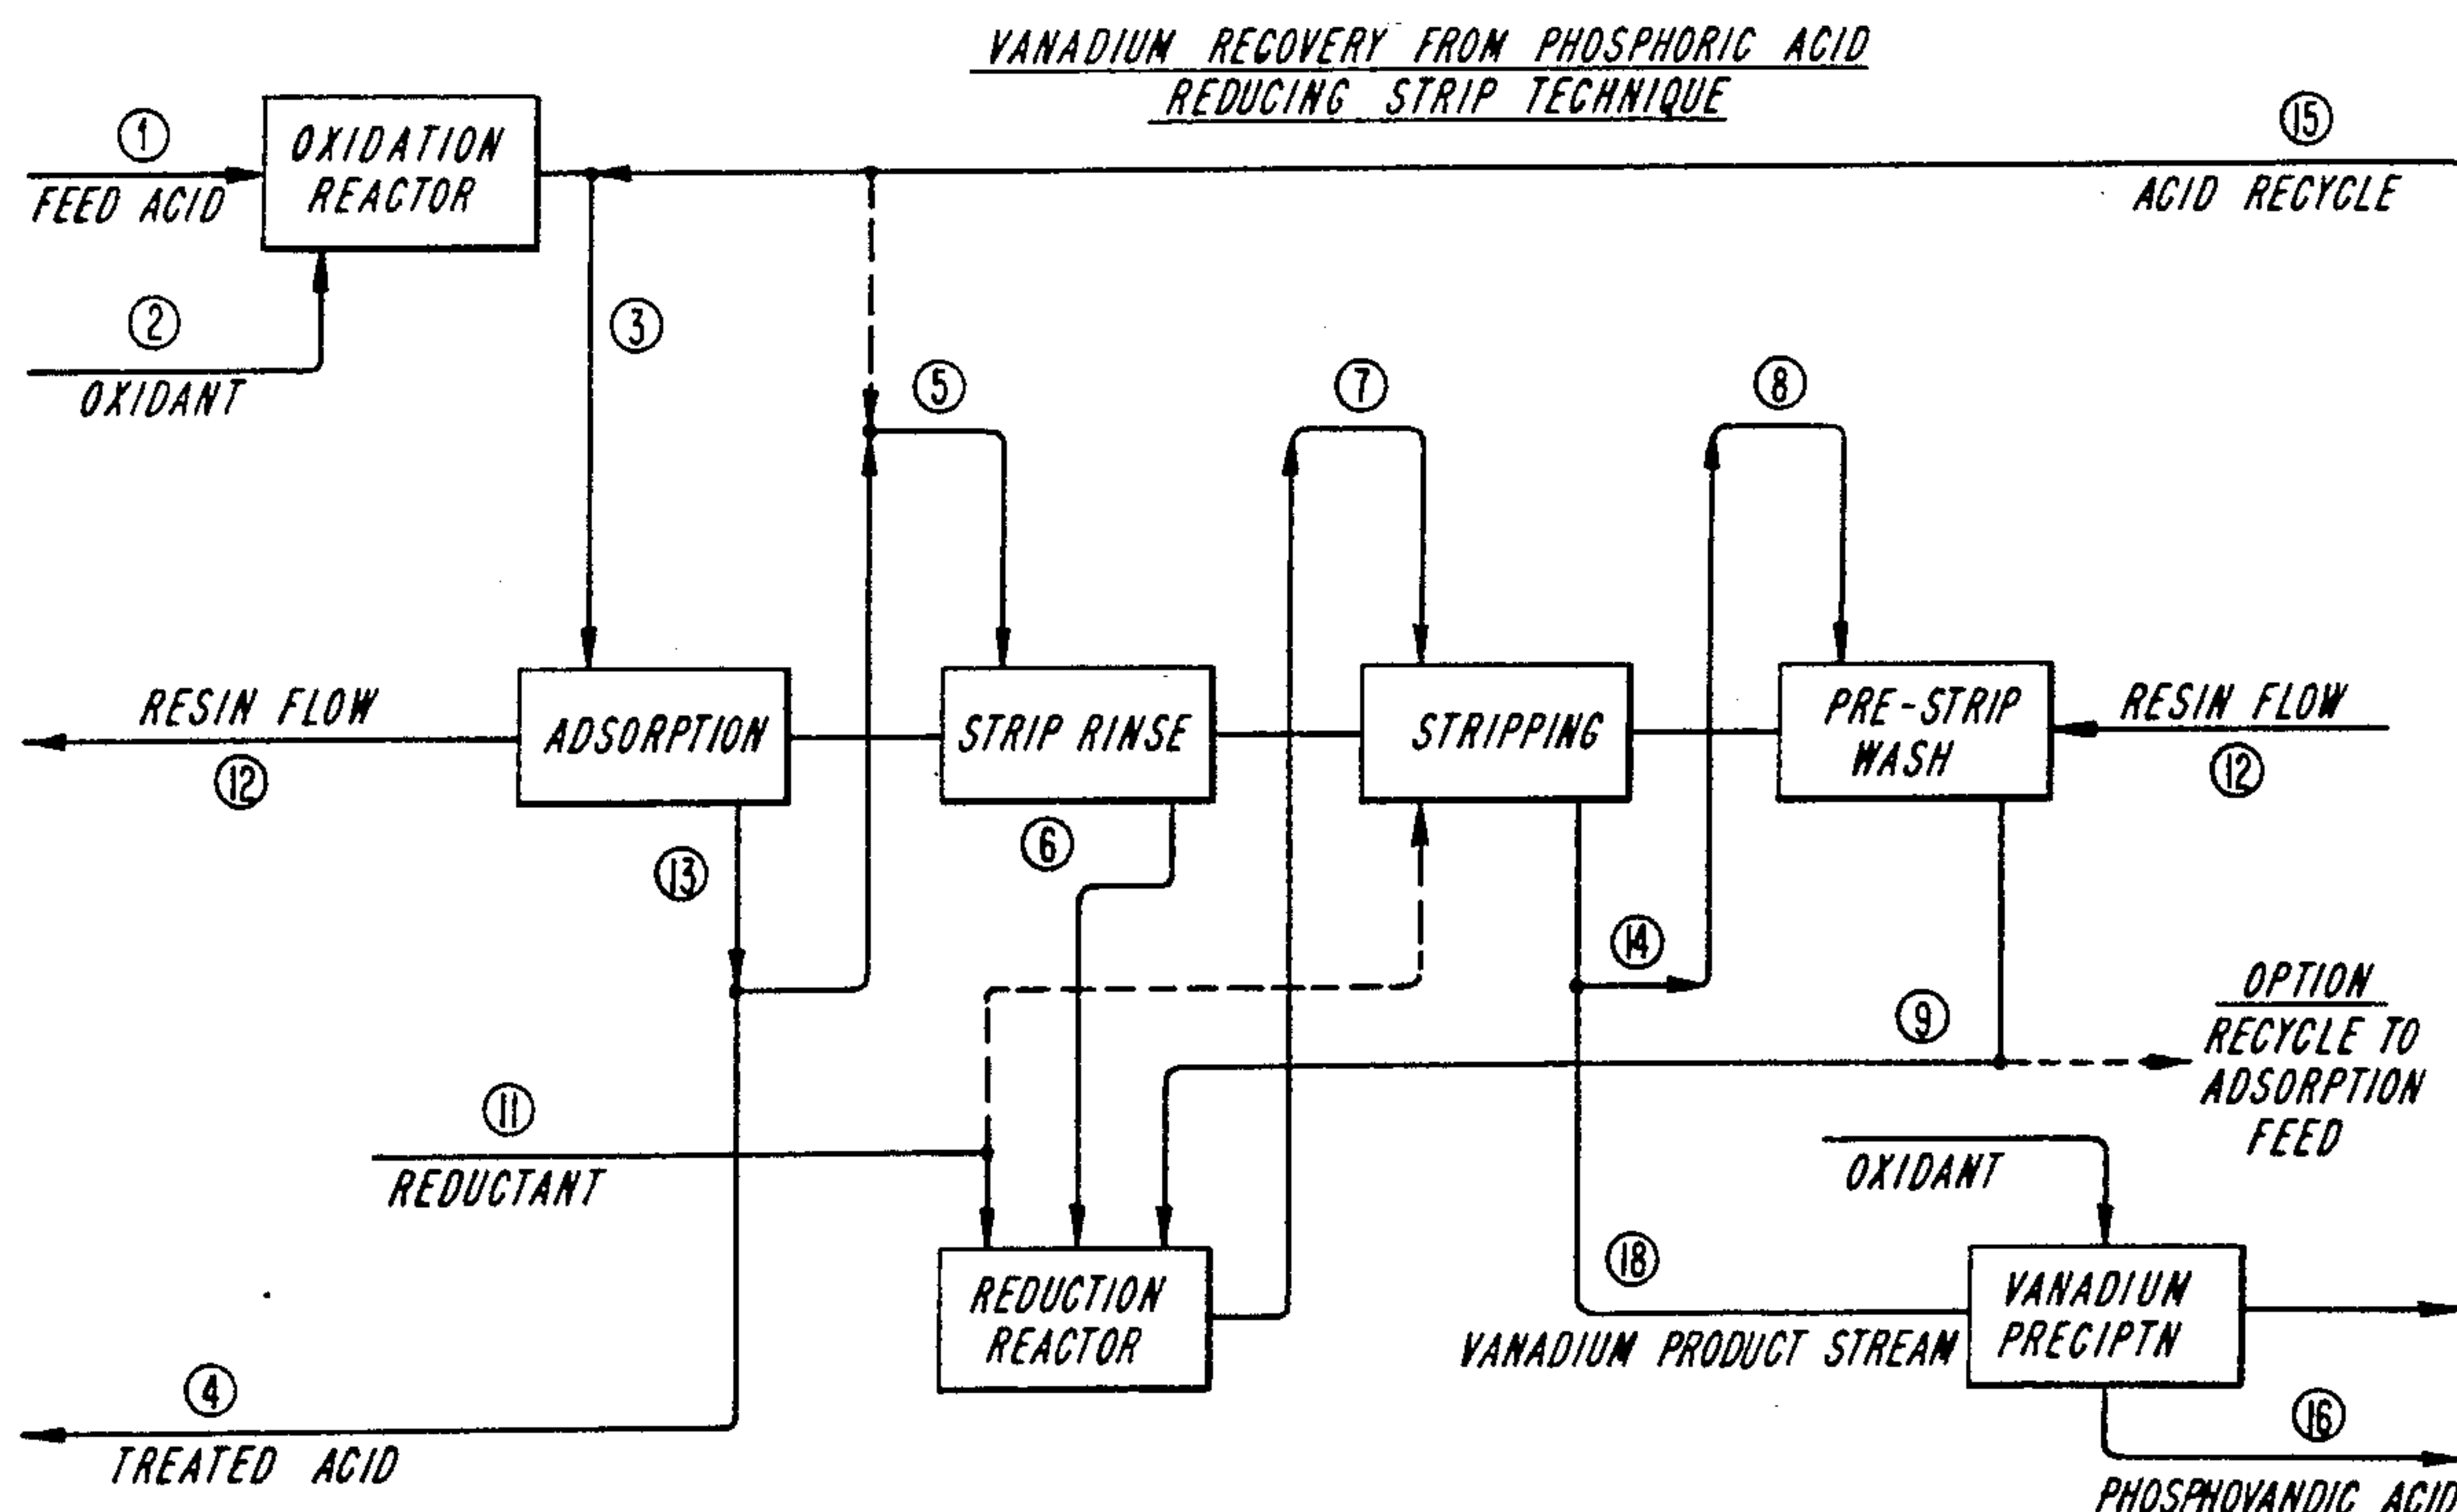 VANADIUM RECOVERY FROM PHOSPHORIC ACID
REDUCING STRIP TECHNIQUE
1
FEED ACID
OXIDATION
REACTOR
15
ACID RECYCLE
2
OXIDANT
3
5
7
8
RESIN FLOW
12
ADSORPTION
STRIP RINSE
STRIPPING
PRE-STRIP
WASH
RESIN FLOW
12
13
6
14
9
OPTION
RECYCLE TO
ADSORPTION
FEED
11
REDUCTANT
OXIDANT
REDUCTION
REACTOR
18
VANADIUM PRODUCT STREAM
VANADIUM
PRECIPTN
4
TREATED ACID
16
PHOSPHOVANDIC ACID